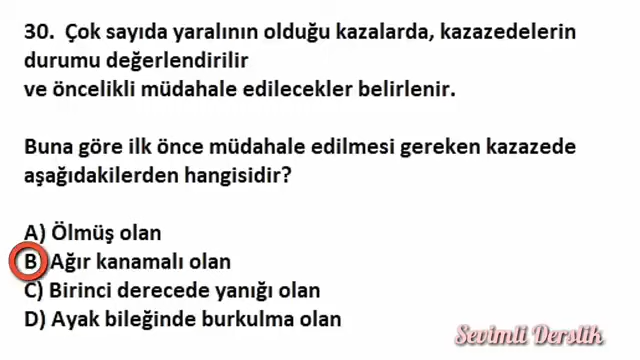 30. Çok sayıda yaralının olduğu kazalarda, kazazedelerin
durumu değerlendirilir
ve öncelikli müdahale edilecekler belirlenir.
Buna göre ilk önce müdahale edilmesi gereken kazazede
aşağıdakilerden hangisidir?
A) Ölmüş olan
B) Ağır kanamalı olan
C) Birinci derecede yanığı olan
D) Ayak bileğinde burkulma olan
Sevimli Derslik